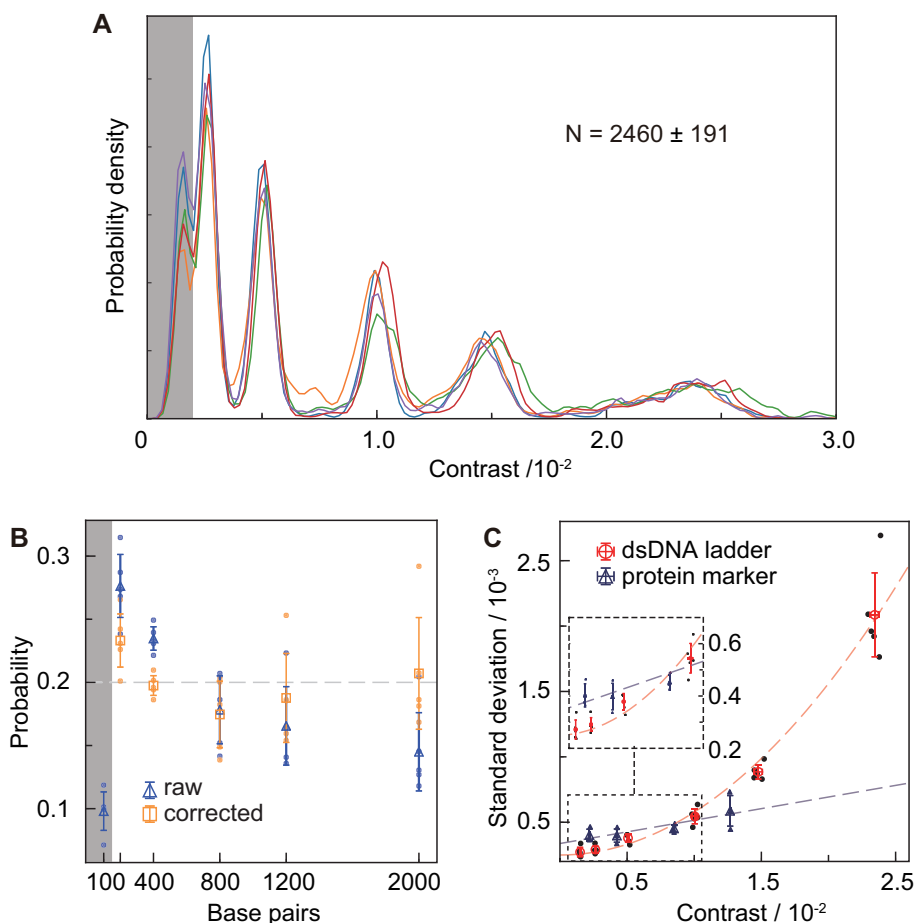 A
Probability density
N = 2460 ± 191
0 1.0 2.0 3.0
Contrast /10⁻²
B
Probability
0.3
0.2
0.1
raw
corrected
100 400 800 1200 2000
Base pairs
C
Standard deviation / 10⁻³
2.5
1.5
0.5
dsDNA ladder
protein marker
0.6
0.4
0.2
0.5 1.5 2.5
Contrast / 10⁻²